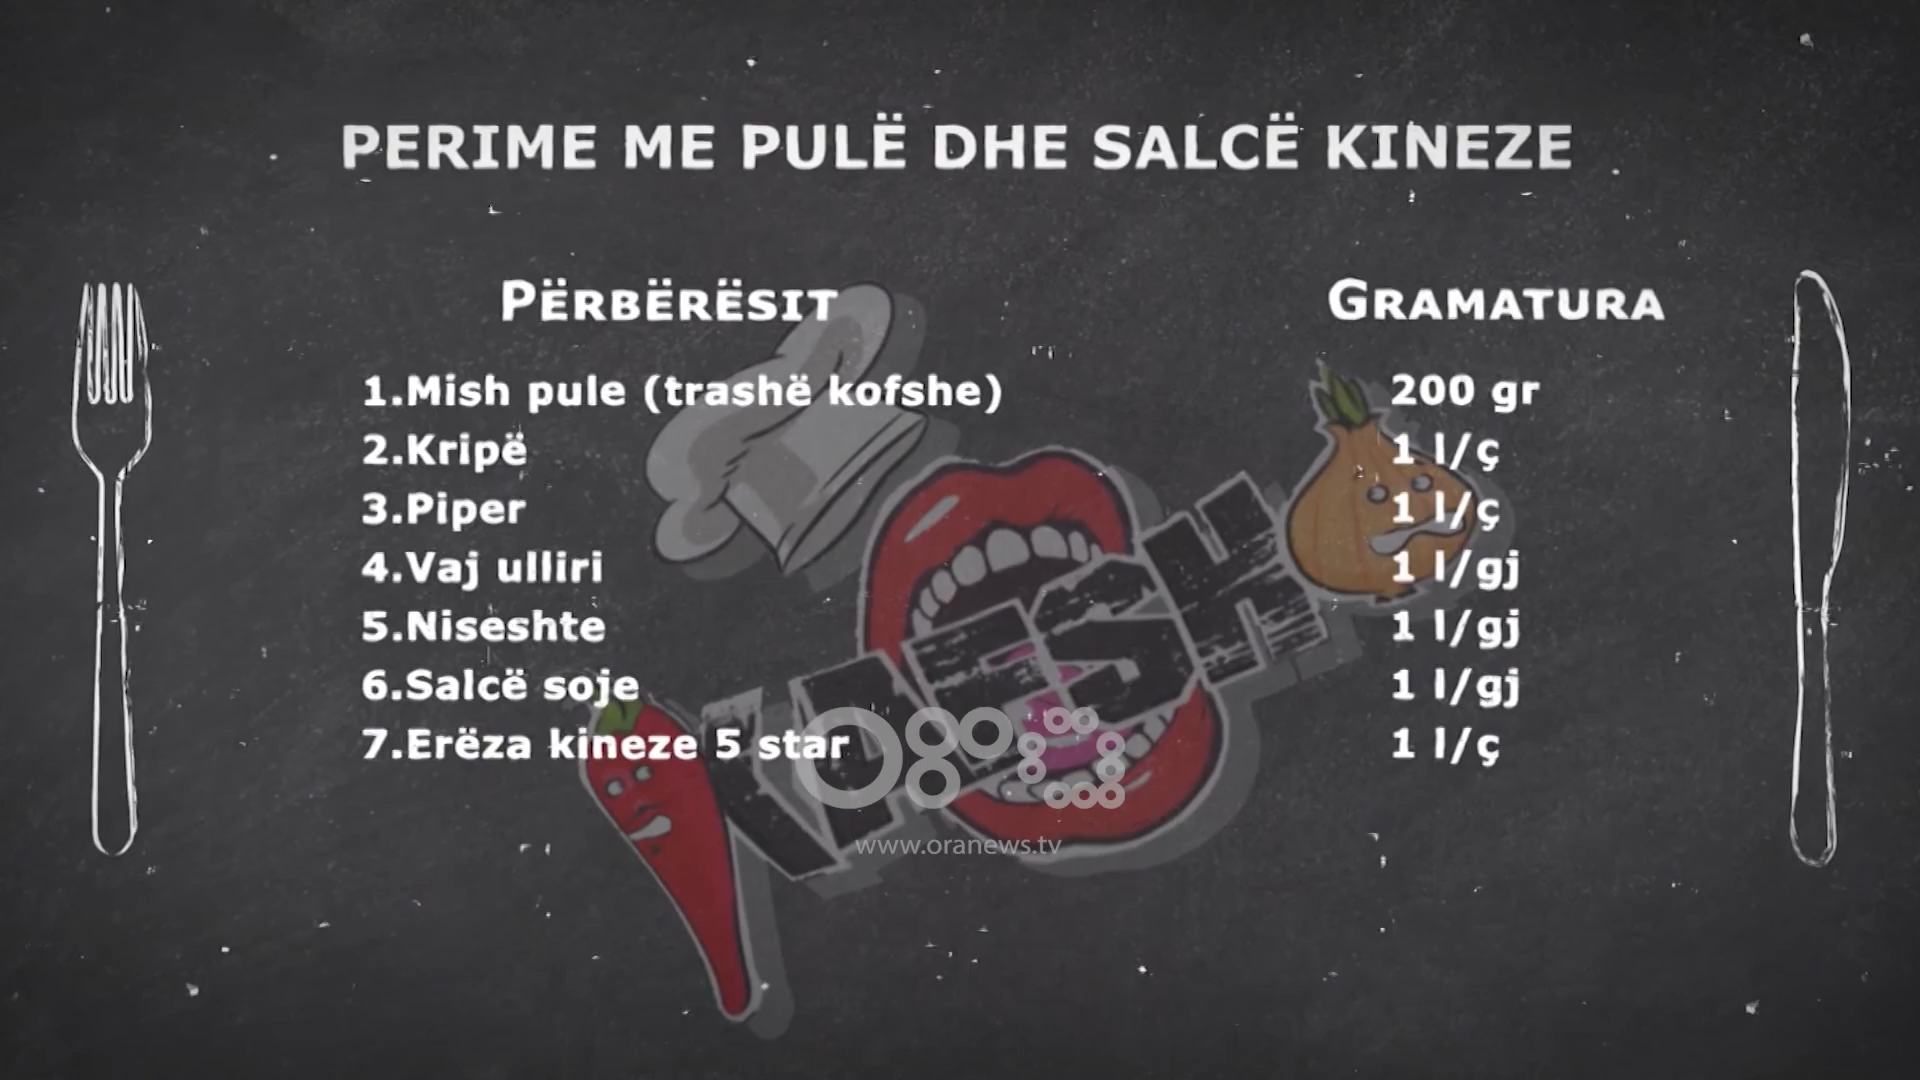 PERIME ME PULË DHE SALCË KINEZE
PËRBËRËSIT GRAMATURA
1.Mish pule (trashë kofshe) 200 gr
2.Kripë 1 l/ç
3.Piper 1 l/ç
4.Vaj ulliri 1 l/gj
5.Niseshte 1 l/gj
6.Salcë soje 1 l/gj
7.Erëza kineze 5 star 1 l/ç
www.oranews.tv